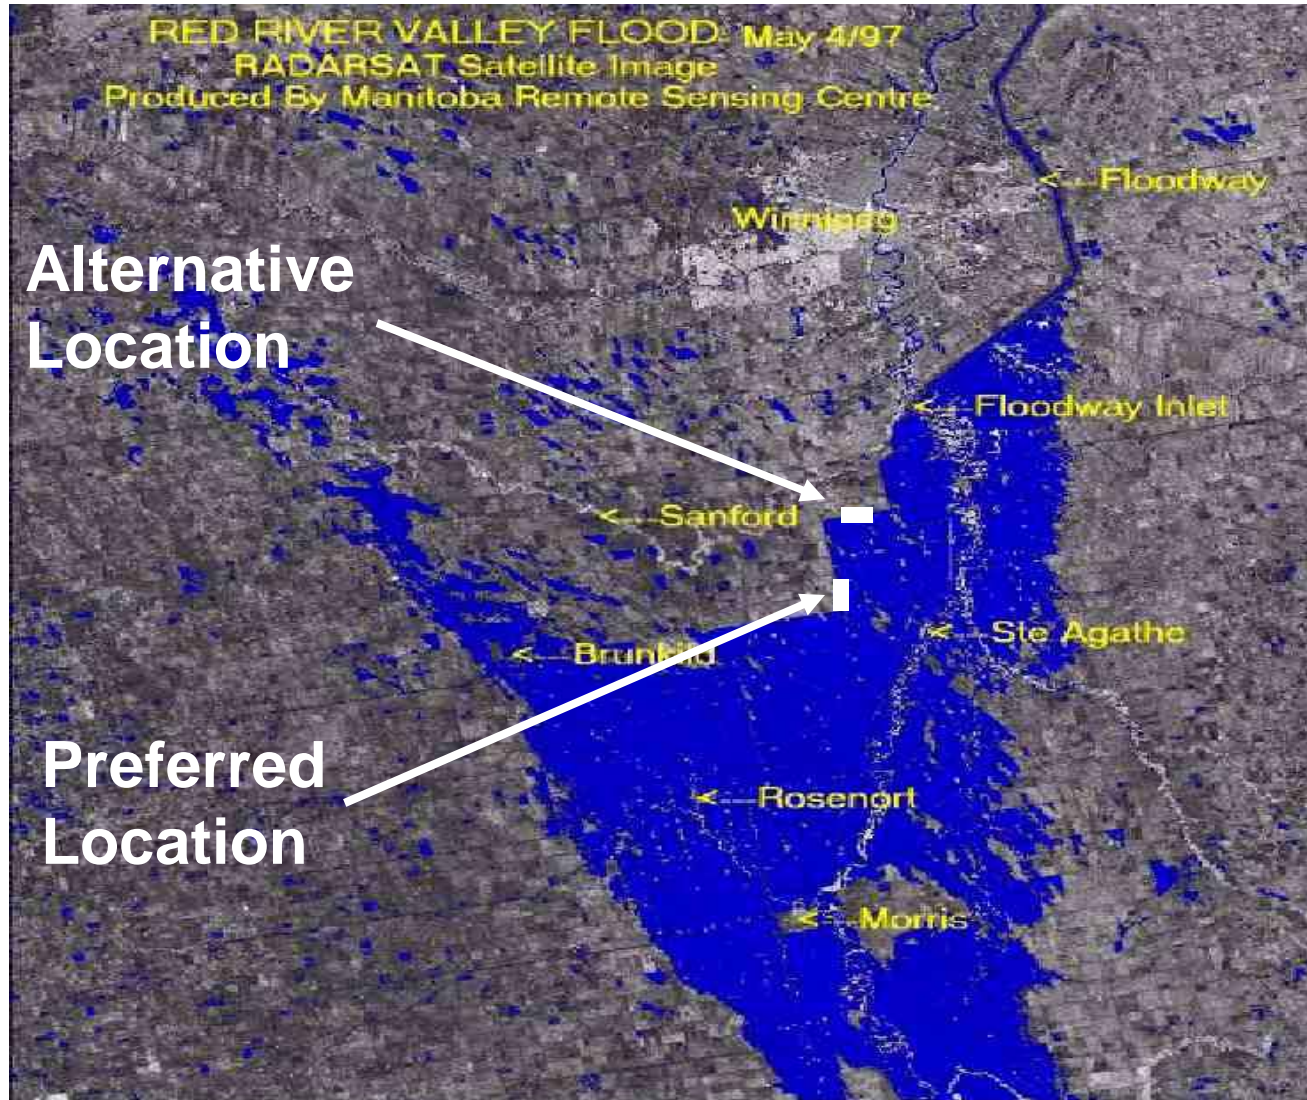 RED RIVER VALLEY FLOOD May 4/97
RADARSAT Satellite Image
Produced By Manitoba Remote Sensing Centre
<---Floodway
Winnipeg
Alternative
Location
<---Floodway Inlet
<---Sanford
<---Ste Agathe
<---Brunkild
Preferred
Location
<---Rosenort
<---Morris